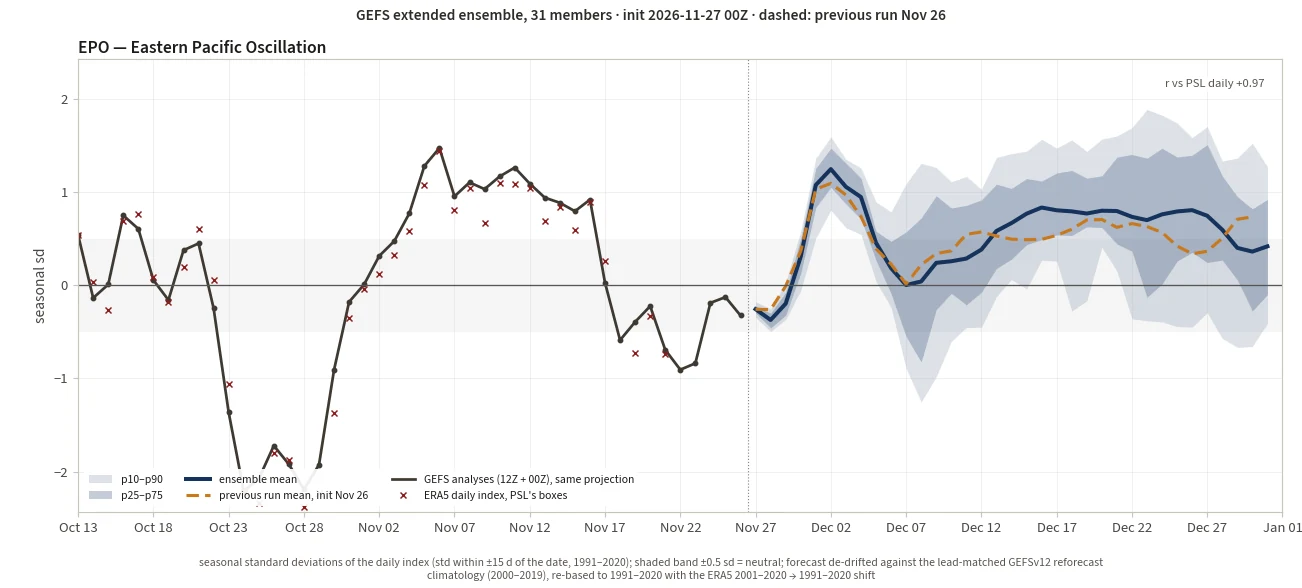 GEFS extended ensemble, 31 members · init 2026-11-27 00Z · dashed: previous run Nov 26
EPO — Eastern Pacific Oscillation
r vs PSL daily +0.97
seasonal sd
2
1
0
−1
−2
p10–p90
p25–p75
ensemble mean
previous run mean, init Nov 26
GEFS analyses (12Z + 00Z), same projection
ERA5 daily index, PSL's boxes
Oct 13 Oct 18 Oct 23 Oct 28 Nov 02 Nov 07 Nov 12 Nov 17 Nov 22 Nov 27 Dec 02 Dec 07 Dec 12 Dec 17 Dec 22 Dec 27 Jan 01
seasonal standard deviations of the daily index (std within ±15 d of the date, 1991–2020); shaded band ±0.5 sd = neutral; forecast de-drifted against the lead-matched GEFSv12 reforecast
climatology (2000–2019), re-based to 1991–2020 with the ERA5 2001–2020 → 1991–2020 shift